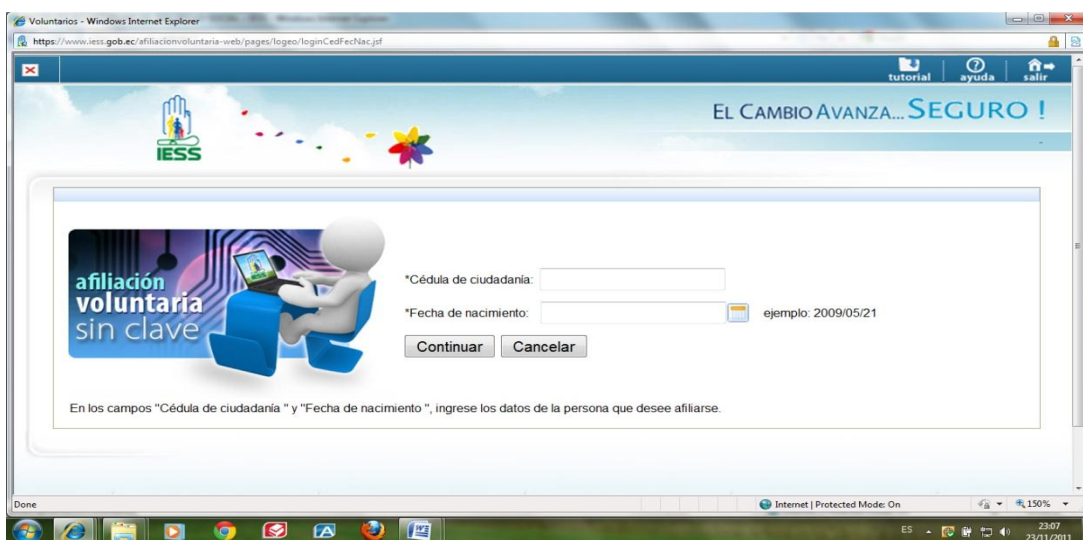 Voluntarios - Windows Internet Explorer
https://www.iess.gob.ec/afiliacionvoluntaria-web/pages/logeo/loginCedFecNac.jsf
tutorial ayuda salir
IESS
EL CAMBIO AVANZA... SEGURO !
afiliación
voluntaria
sin clave
*Cédula de ciudadanía:
*Fecha de nacimiento: ejemplo: 2009/05/21
Continuar Cancelar
En los campos "Cédula de ciudadanía " y "Fecha de nacimiento ", ingrese los datos de la persona que desee afiliarse.
Done Internet | Protected Mode: On 150%
ES 23:07
23/11/2011